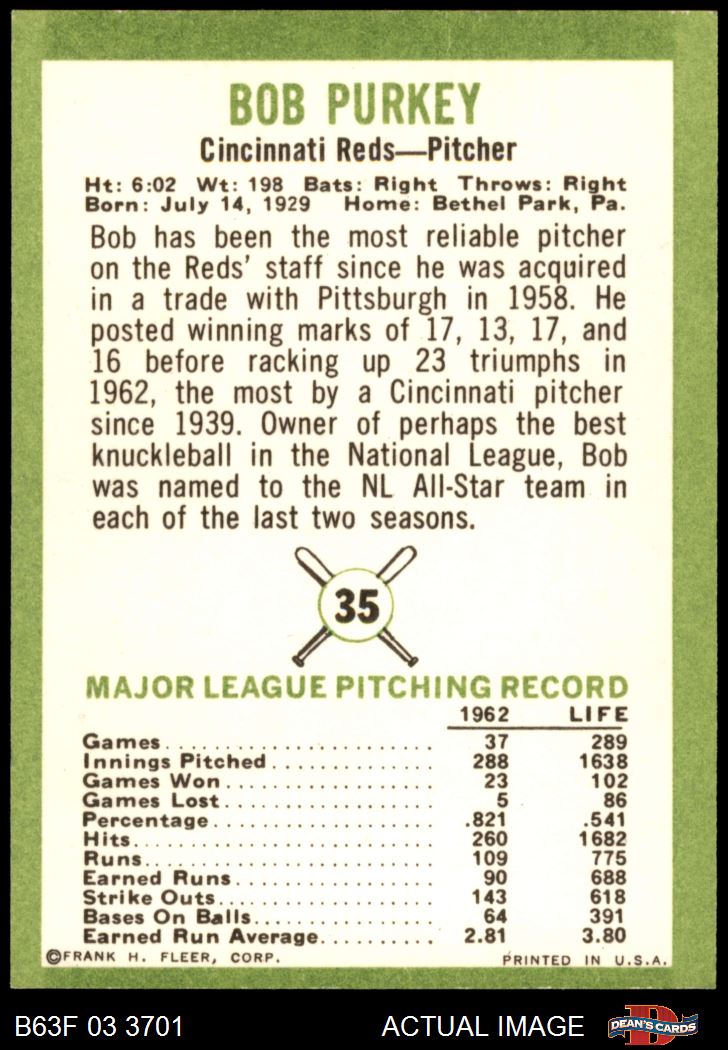 BOB PURKEY
Cincinnati Reds—Pitcher
Ht: 6:02 Wt: 198 Bats: Right Throws: Right
Born: July 14, 1929 Home: Bethel Park, Pa.
Bob has been the most reliable pitcher
on the Reds' staff since he was acquired
in a trade with Pittsburgh in 1958. He
posted winning marks of 17, 13, 17, and
16 before racking up 23 triumphs in
1962, the most by a Cincinnati pitcher
since 1939. Owner of perhaps the best
knuckleball in the National League, Bob
was named to the NL All-Star team in
each of the last two seasons.
35
MAJOR LEAGUE PITCHING RECORD
1962 LIFE
Games 37 289
Innings Pitched 288 1638
Games Won 23 102
Games Lost 5 86
Percentage .821 .541
Hits 260 1682
Runs 109 775
Earned Runs 90 688
Strike Outs 143 618
Bases On Balls 64 391
Earned Run Average 2.81 3.80
©FRANK H. FLEER, CORP. PRINTED IN U.S.A.
B63F 03 3701 ACTUAL IMAGE DEAN'S CARDS